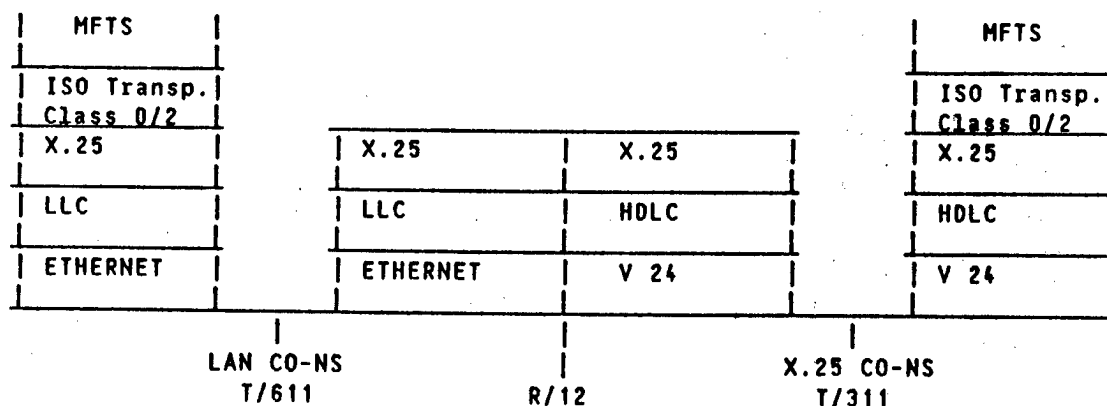 MFTS MFTS
ISO Transp. ISO Transp.
Class 0/2 Class 0/2
X.25 X.25 X.25 X.25
LLC LLC HDLC HDLC
ETHERNET ETHERNET V 24 V 24
LAN CO-NS X.25 CO-NS
T/611 R/12 T/311